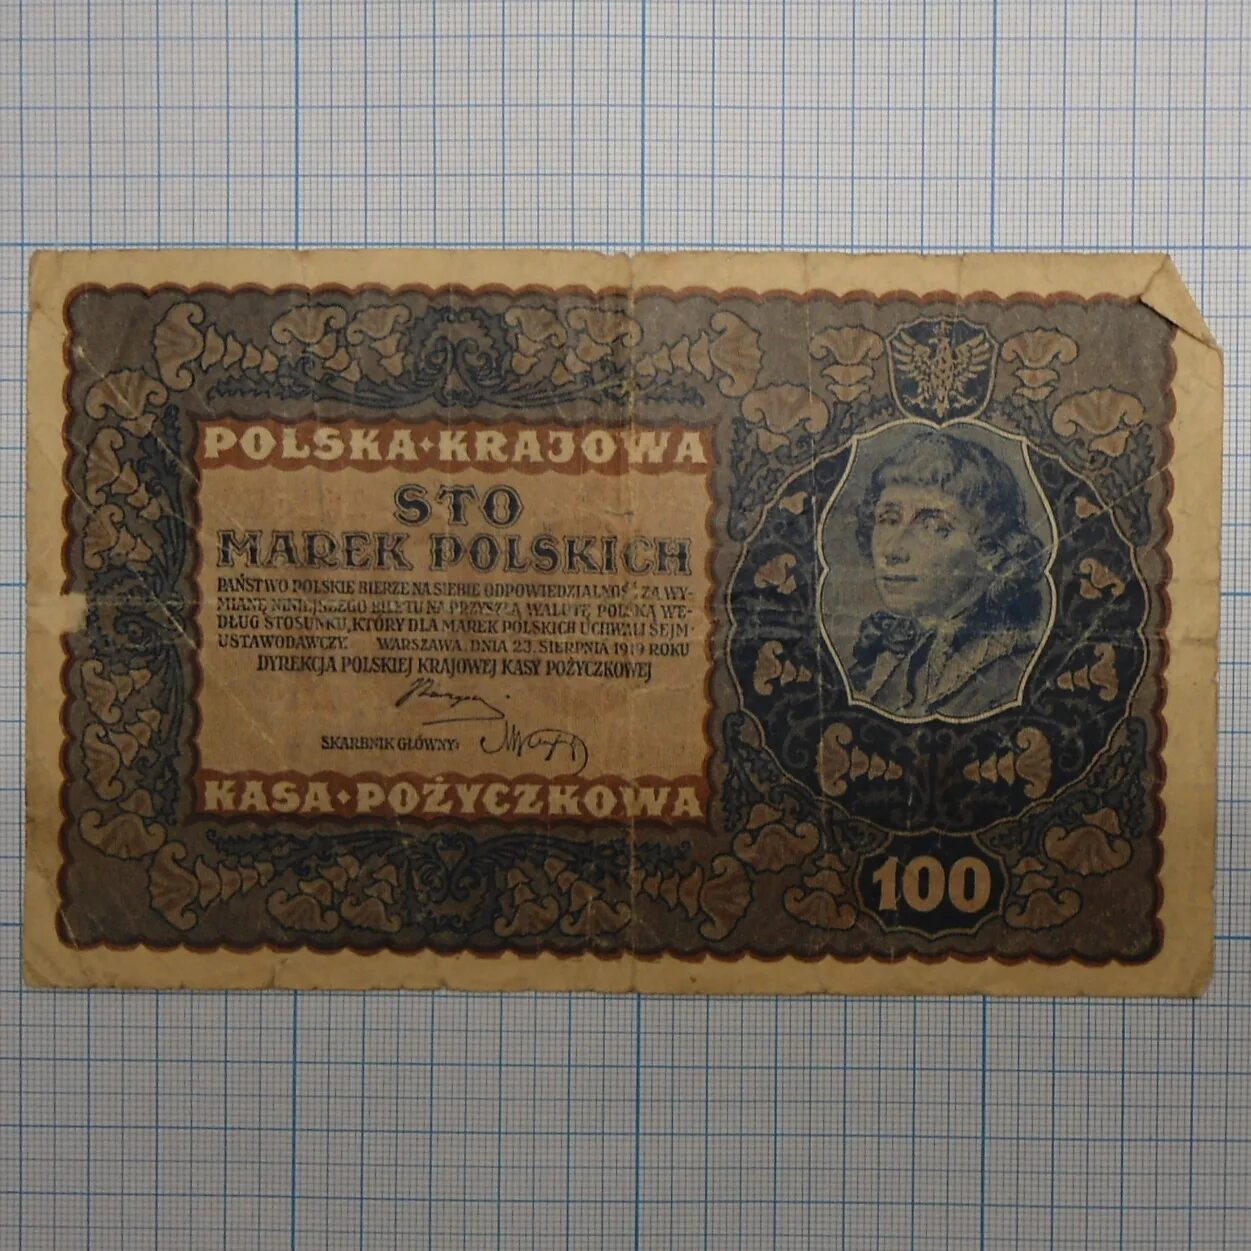 POLSKA·KRAJOWA
STO
MAREK POLSKICH
PAŃSTWO POLSKIE BIERZE NA SIEBIE ODPOWIEDZIALNOŚĆ ZA WY-
MIANĘ NINIEJSZEGO BILETU NA PRZYSZŁĄ WALUTĘ POLSKĄ WE-
DŁUG STOSUNKU, KTÓRY DLA MAREK POLSKICH UCHWALI SEJM
USTAWODAWCZY. WARSZAWA, DNIA 23. SIERPNIA 1919 ROKU
DYREKCJA POLSKIEJ KRAJOWEJ KASY POŻYCZKOWEJ
SKARBNIK GŁÓWNY:
KASA·POŻYCZKOWA
100